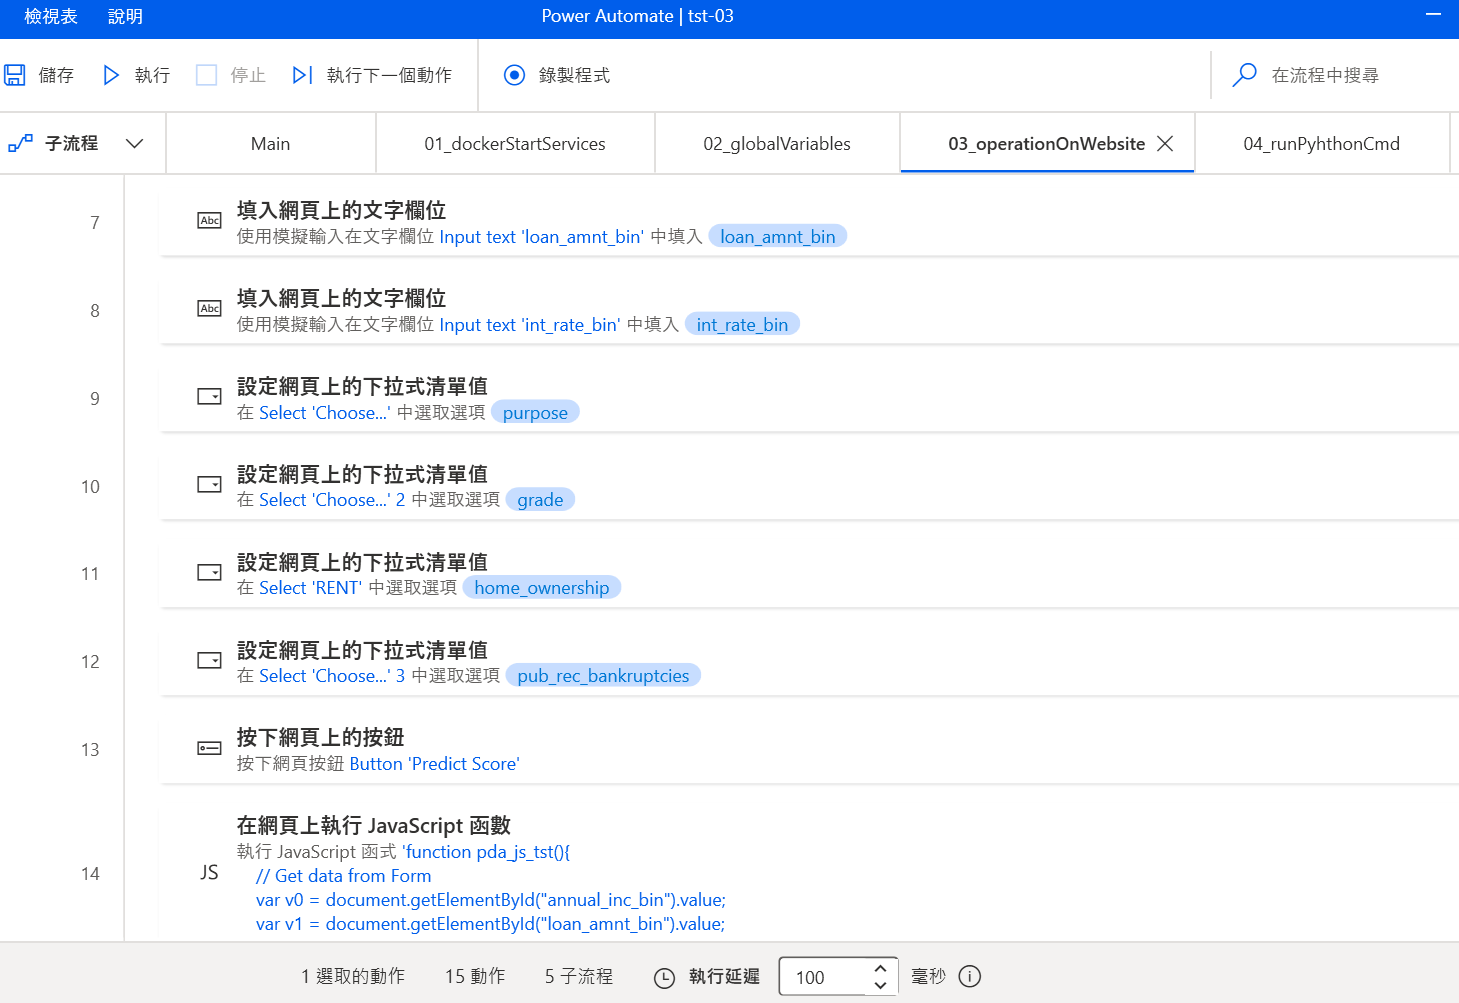 檢視表 說明 Power Automate | tst-03
儲存 執行 停止 執行下一個動作 錄製程式 在流程中搜尋
子流程 Main 01_dockerStartServices 02_globalVariables 03_operationOnWebsite 04_runPyhthonCmd
7 Abc 填入網頁上的文字欄位
使用模擬輸入在文字欄位 Input text 'loan_amnt_bin' 中填入 loan_amnt_bin
8 Abc 填入網頁上的文字欄位
使用模擬輸入在文字欄位 Input text 'int_rate_bin' 中填入 int_rate_bin
9 設定網頁上的下拉式清單值
在 Select 'Choose...' 中選取選項 purpose
10 設定網頁上的下拉式清單值
在 Select 'Choose...' 2 中選取選項 grade
11 設定網頁上的下拉式清單值
在 Select 'RENT' 中選取選項 home_ownership
12 設定網頁上的下拉式清單值
在 Select 'Choose...' 3 中選取選項 pub_rec_bankruptcies
13 按下網頁上的按鈕
按下網頁按鈕 Button 'Predict Score'
在網頁上執行 JavaScript 函數
執行 JavaScript 函式 'function pda_js_tst(){
14 JS // Get data from Form
var v0 = document.getElementById("annual_inc_bin").value;
var v1 = document.getElementById("loan_amnt_bin").value;
1 選取的動作 15 動作 5 子流程 執行延遲 100 毫秒